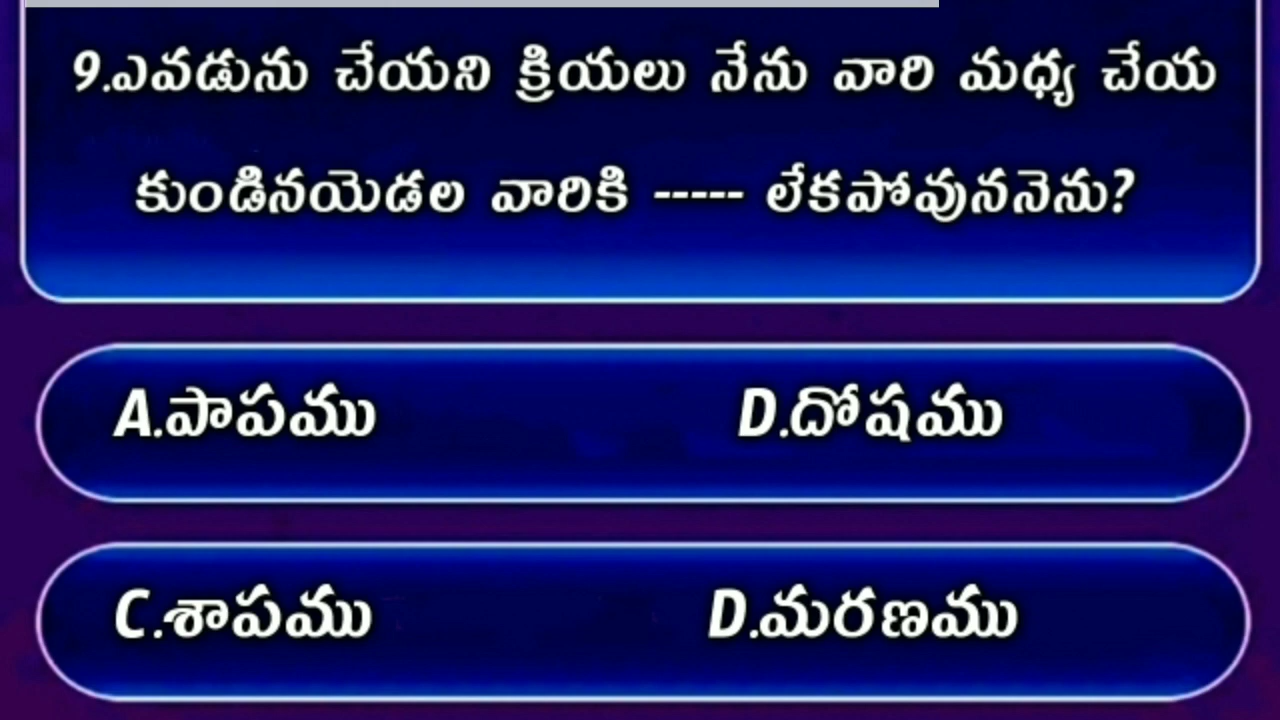 9.ఎవడును చేయని క్రియలు నేను వారి మధ్య చేయ
కుండినయెడల వారికి ----- లేకపోవుననెను?
A.పాపము D.దోషము
C.శాపము D.మరణము